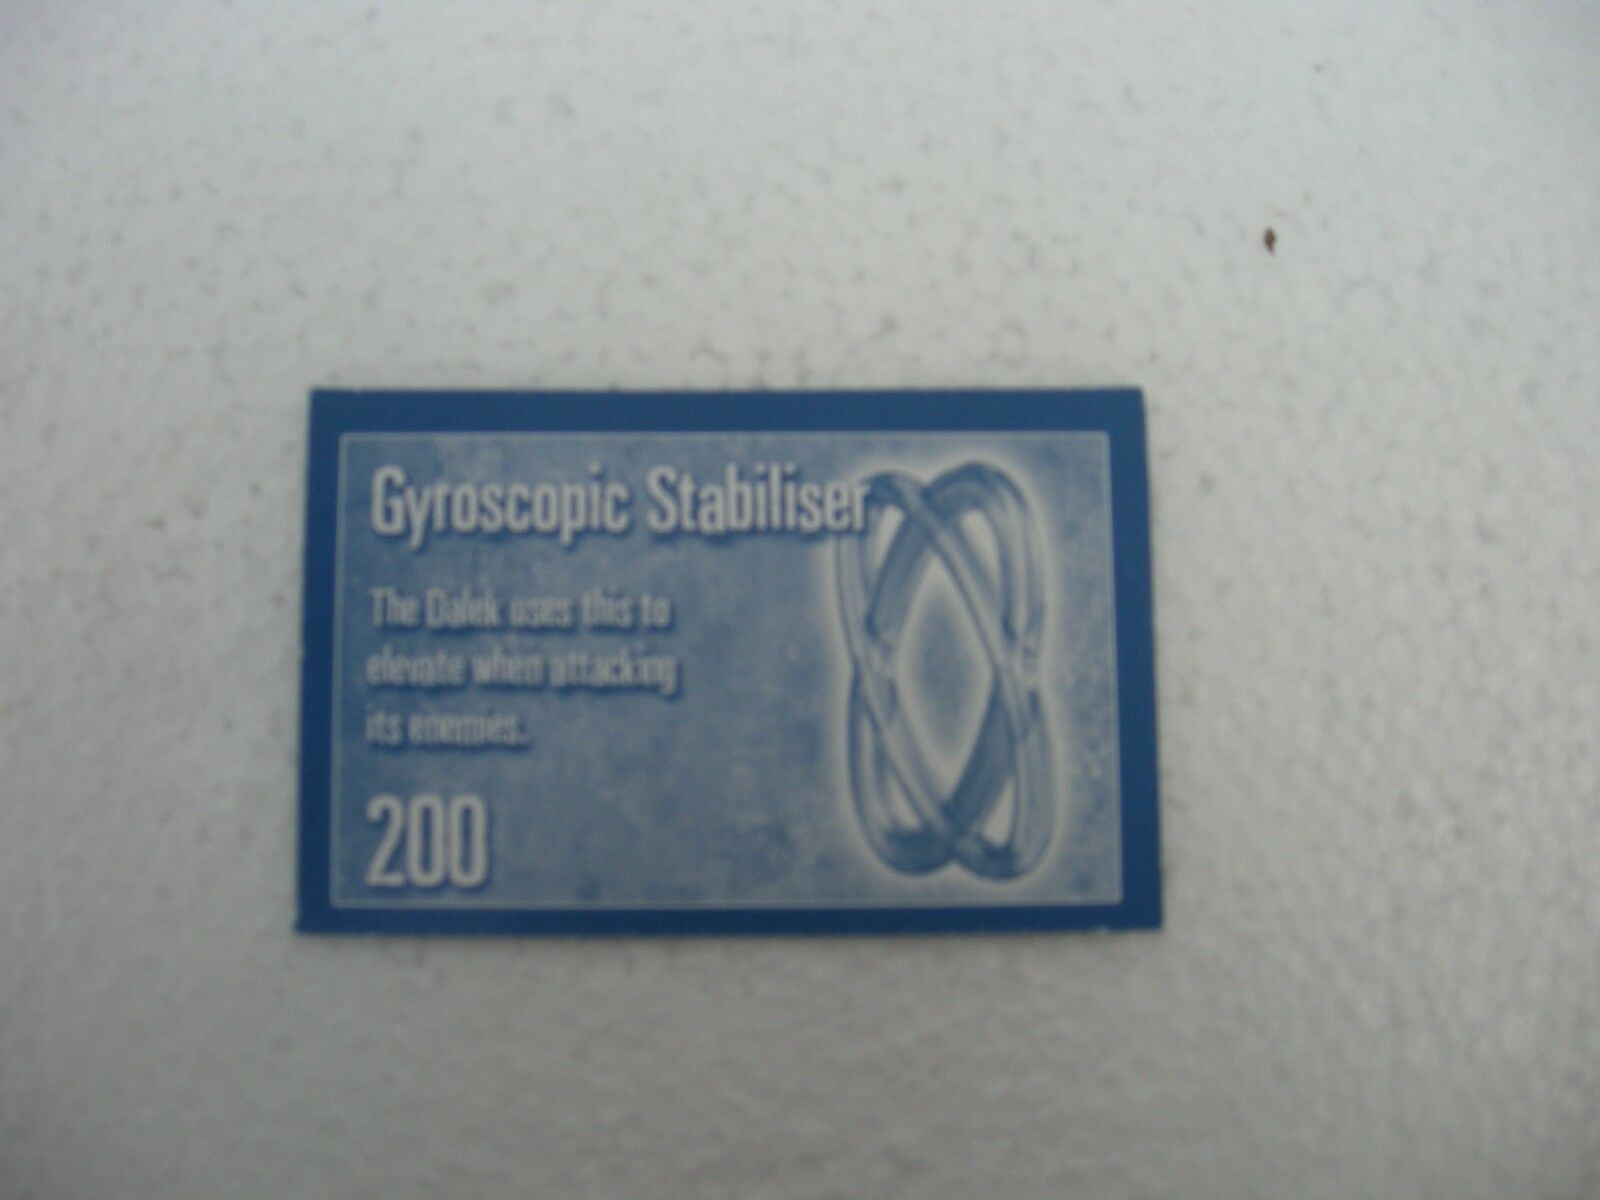 Gyroscopic Stabiliser
The Dalek uses this to
elevate when attacking
its enemies.
200